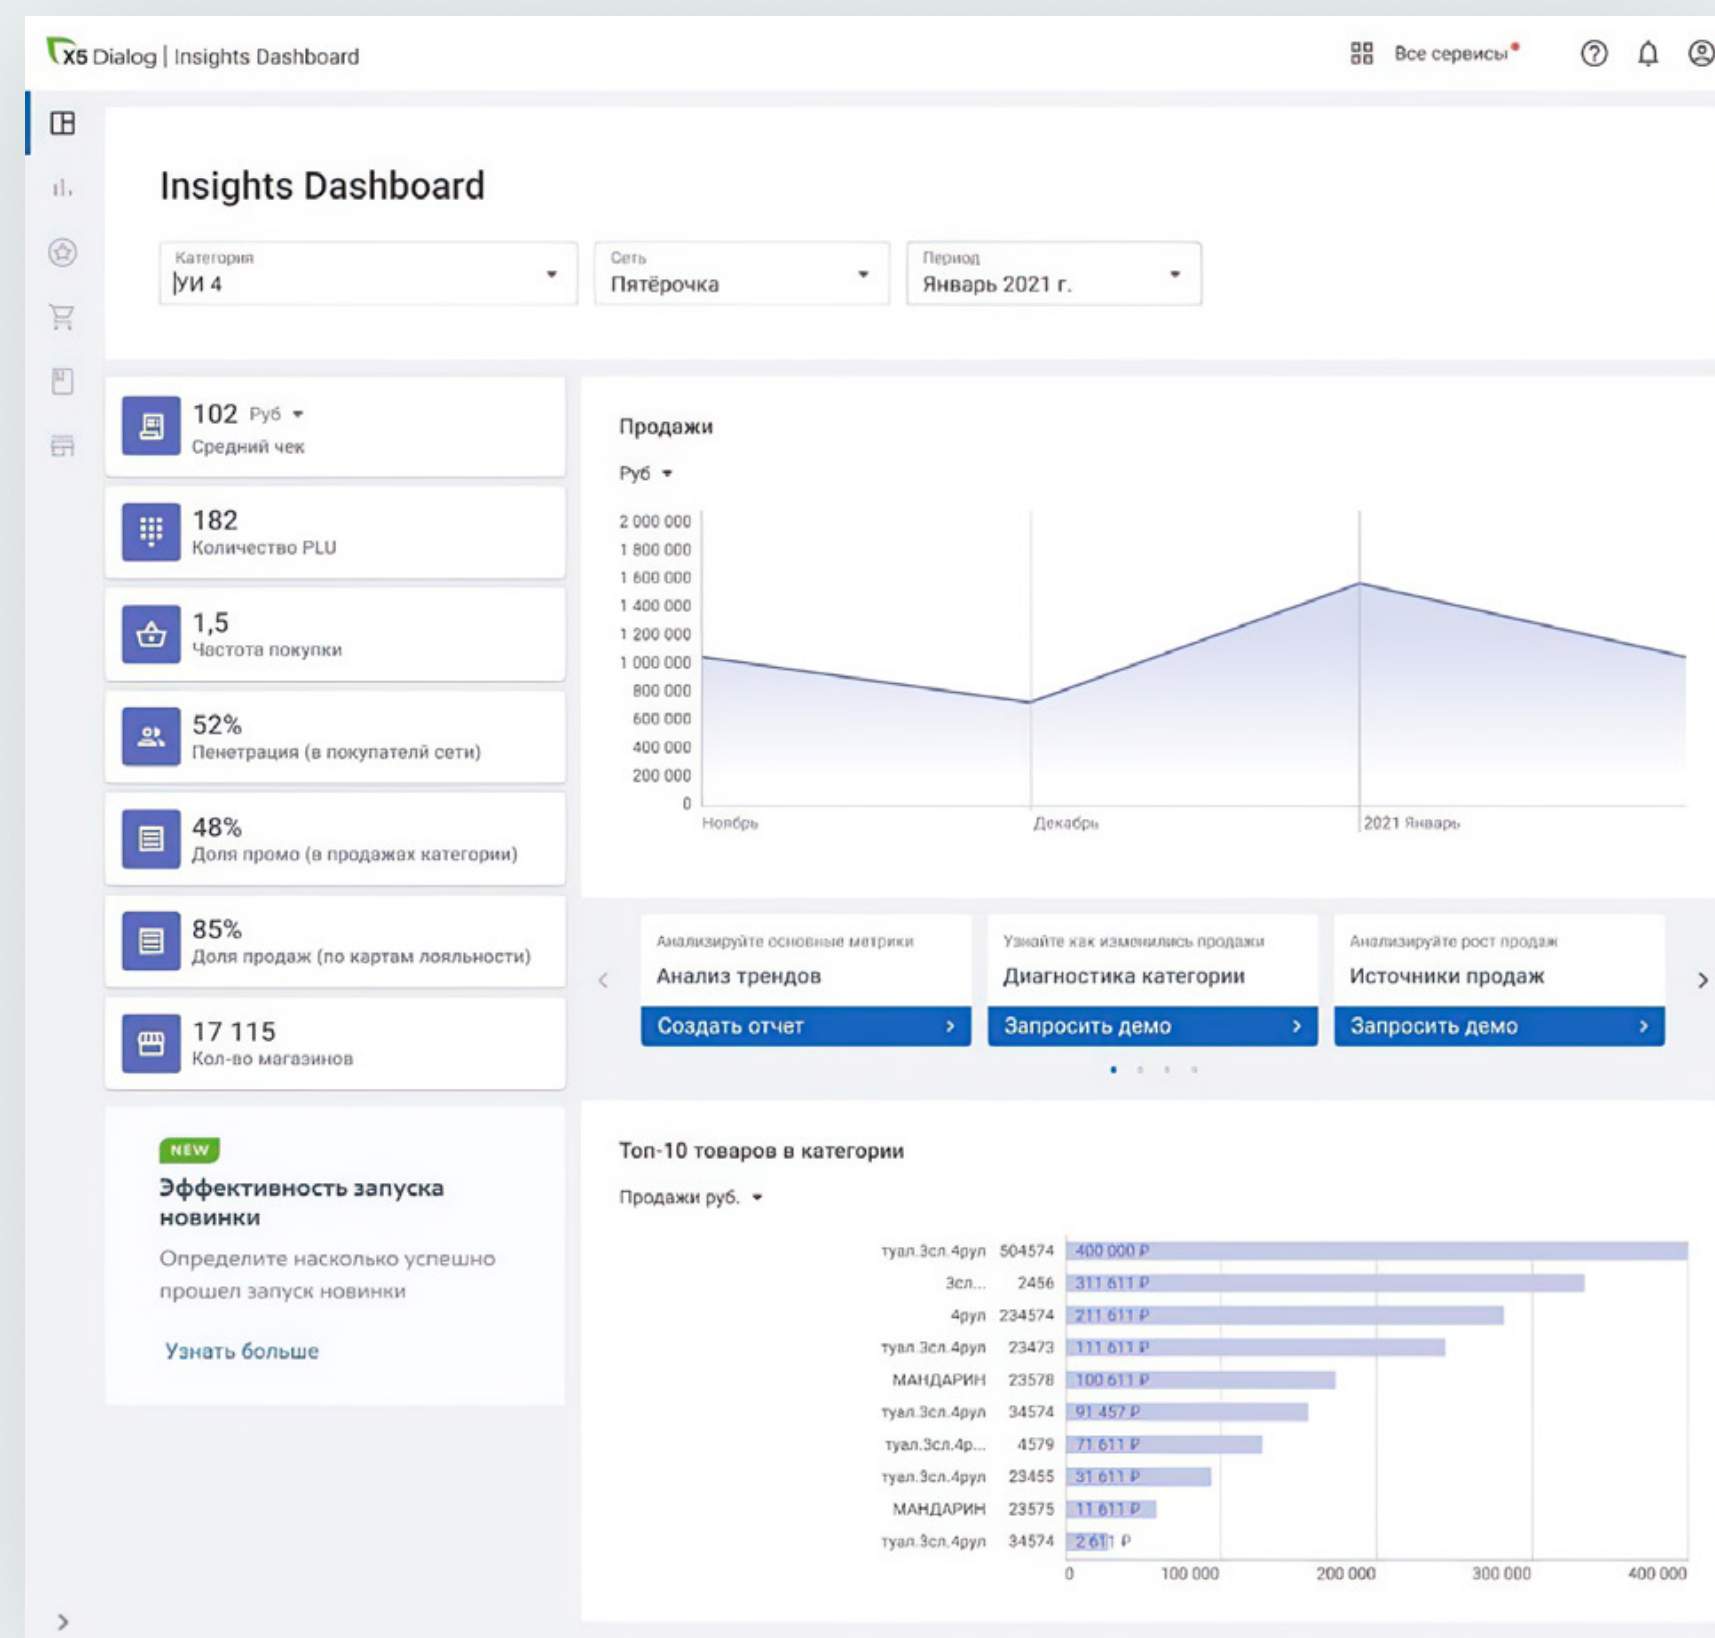 X5 Dialog | Insights Dashboard
Все сервисы
Insights Dashboard
Категория
УИ 4
Сеть
Пятёрочка
Период
Январь 2021 г.
102 Руб
Средний чек
182
Количество PLU
1,5
Частота покупки
52%
Пенетрация (в покупателй сети)
48%
Доля промо (в продажах категории)
85%
Доля продаж (по картам лояльности)
17 115
Кол-во магазинов
NEW
Эффективность запуска
новинки
Определите насколько успешно
прошел запуск новинки
Узнать больше
Продажи
Руб
2 000 000
1 800 000
1 600 000
1 400 000
1 200 000
1 000 000
800 000
600 000
400 000
200 000
0
Ноябрь Декабрь 2021 Январь
Анализируйте основные метрики
Анализ трендов
Создать отчет
Узнайте как изменились продажи
Диагностика категории
Запросить демо
Анализируйте рост продаж
Источники продаж
Запросить демо
Топ-10 товаров в категории
Продажи руб.
туал.3сл.4рул 504574 400 000 ₽
3сл... 2456 311 611 ₽
4рул 234574 211 611 ₽
туал.3сл.4рул 23473 111 611 ₽
МАНДАРИН 23578 100 611 ₽
туал.3сл.4рул 34574 91 457 ₽
туал.3сл.4р... 4579 71 611 ₽
туал.3сл.4рул 23455 31 611 ₽
МАНДАРИН 23575 11 611 ₽
туал.3сл.4рул 34574 2 611 ₽
0 100 000 200 000 300 000 400 000